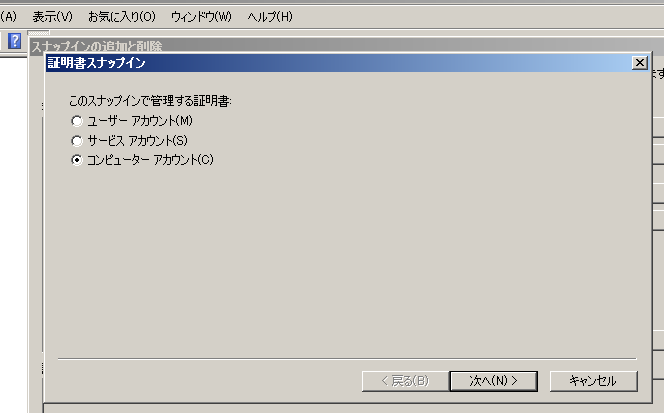 (A) 表示(V) お気に入り(O) ウィンドウ(W) ヘルプ(H)
?
スナップインの追加と削除
証明書スナップイン
このスナップインで管理する証明書:
ユーザー アカウント(M)
サービス アカウント(S)
コンピューター アカウント(C)
< 戻る(B) 次へ(N) > キャンセル